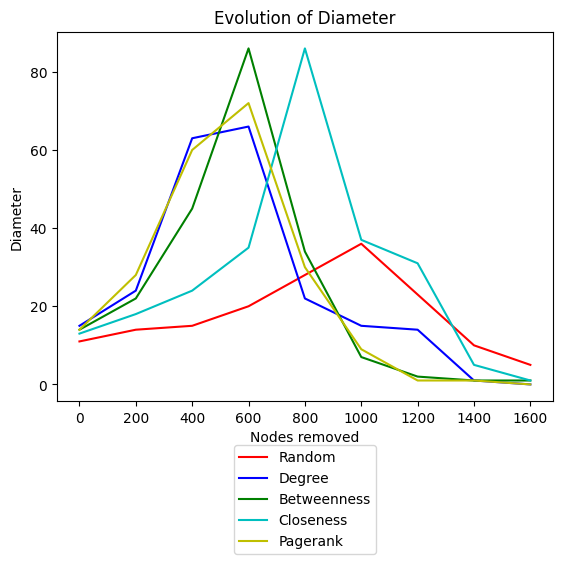 Evolution of Diameter
80
60
40
20
0
Diameter
0 200 400 600 800 1000 1200 1400 1600
Nodes removed
Random
Degree
Betweenness
Closeness
Pagerank